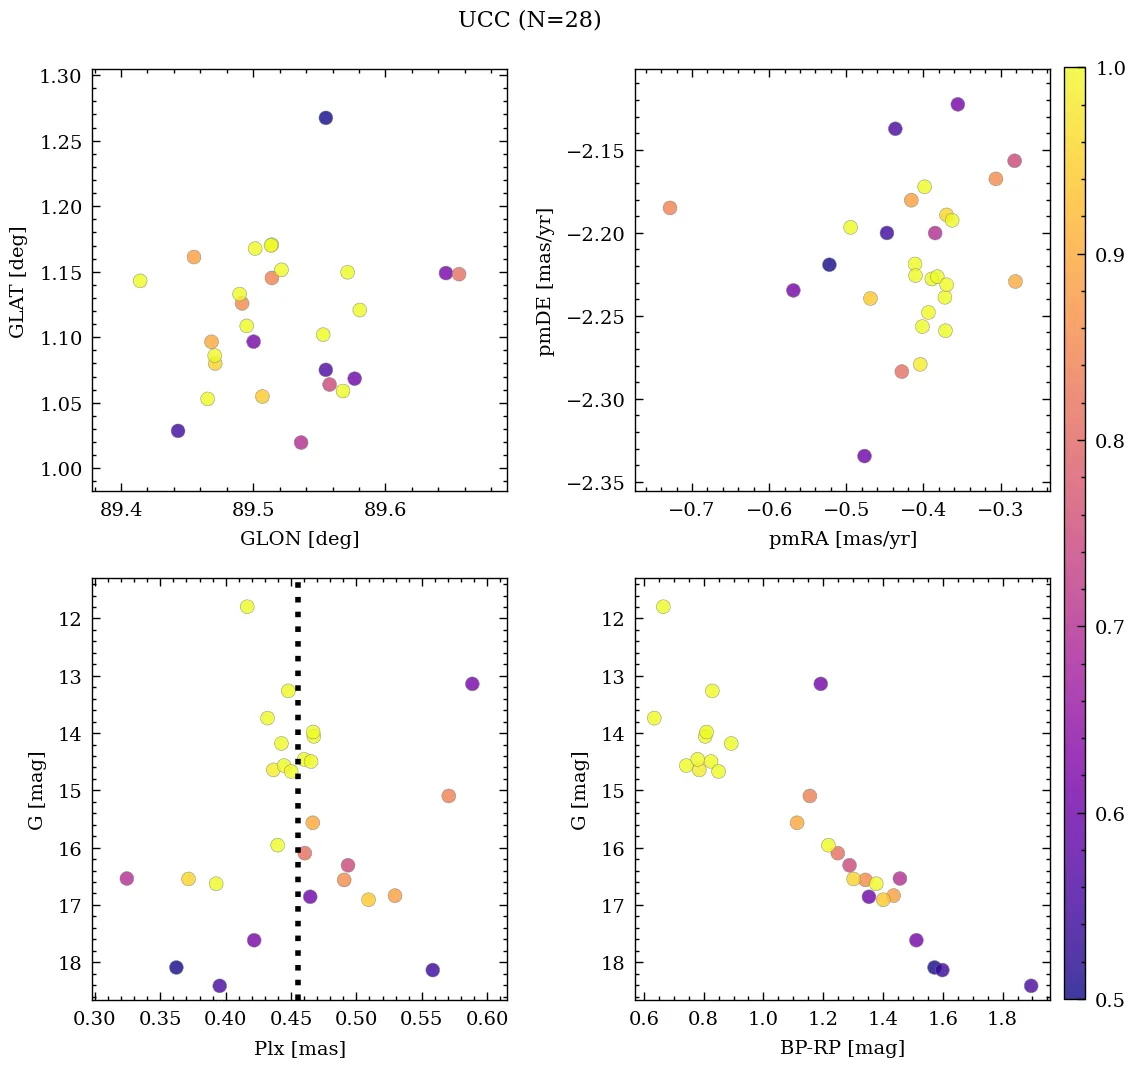 UCC (N=28)
1.30
1.25
1.20
1.15
1.10
1.05
1.00
GLAT [deg]
89.4 89.5 89.6
GLON [deg]
−2.15
−2.20
−2.25
−2.30
−2.35
pmDE [mas/yr]
−0.7 −0.6 −0.5 −0.4 −0.3
pmRA [mas/yr]
1.0
0.9
0.8
0.7
0.6
0.5
12
13
14
15
16
17
18
G [mag]
0.30 0.35 0.40 0.45 0.50 0.55 0.60
Plx [mas]
12
13
14
15
16
17
18
G [mag]
0.6 0.8 1.0 1.2 1.4 1.6 1.8
BP-RP [mag]